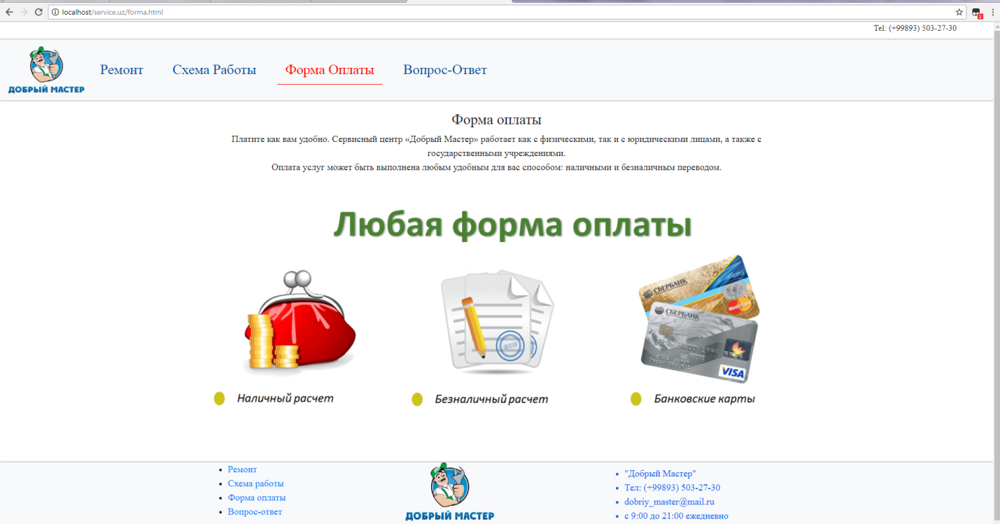 localhost/service.uz/forma.html
2
Tel: (+99893) 503-27-30
ДОБРЫЙ МАСТЕР
Ремонт
Схема Работы
Форма Оплаты
Вопрос-Ответ
Форма оплаты
Платите как вам удобно. Сервисный центр «Добрый Мастер» работает как с физическими, так и с юридическими лицами, а также с
государственными учреждениями.
Оплата услуг может быть выполнена любым удобным для вас способом: наличными и безналичным переводом.
Любая форма оплаты
СБЕРБАНК
MasterCard
СБЕРБАНК
VISA
Наличный расчет
Безналичный расчет
Банковские карты
Ремонт
Схема работы
Форма оплаты
Вопрос-ответ
ДОБРЫЙ МАСТЕР
"Добрый Мастер"
Тел: (+99893) 503-27-30
dobriy_master@mail.ru
с 9:00 до 21:00 ежедневно